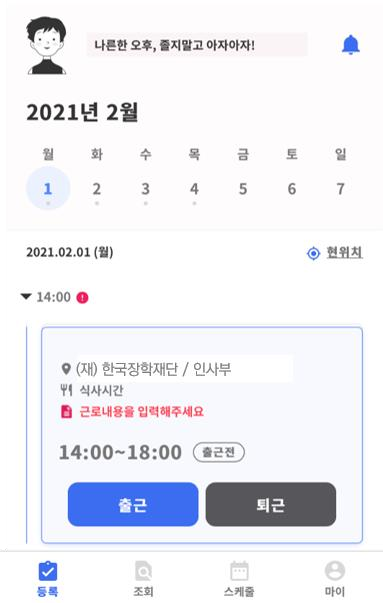 나른한 오후, 졸지말고 아자아자!
2021년 2월
월 화 수 목 금 토 일
1 2 3 4 5 6 7
2021.02.01 (월) 현위치
14:00 !
(재) 한국장학재단 / 인사부
식사시간
근로내용을 입력해주세요
14:00~18:00 출근전
출근 퇴근
등록 조회 스케줄 마이